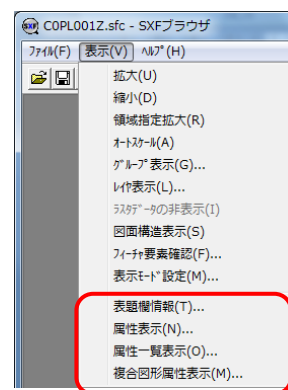 C0PL001Z.sfc - SXFブラウザ
ﾌｧｲﾙ(F) 表示(V) ﾍﾙﾌﾟ(H)
拡大(U)
縮小(D)
領域指定拡大(R)
ｵｰﾄｽｹｰﾙ(A)
ｸﾞﾙｰﾌﾟ表示(G)...
ﾚｲﾔ表示(L)...
ﾗｽﾀﾃﾞｰﾀの非表示(I)
図面構造表示(S)
ﾌｨｰﾁｬ要素確認(F)...
表示ﾓｰﾄﾞ設定(M)...
表題欄情報(T)...
属性表示(N)...
属性一覧表示(O)...
複合図形属性表示(M)...